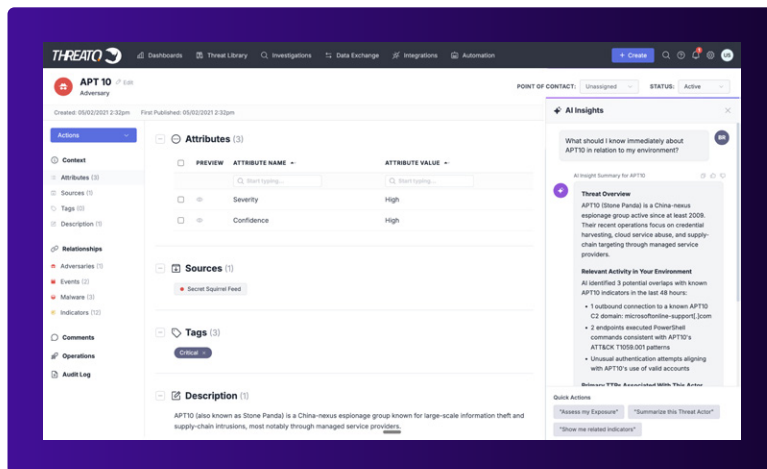 THREATQ
Dashboards
Threat Library
Investigations
Data Exchange
Integrations
Automation
+ Create
US
APT 10
Edit
Adversary
POINT OF CONTACT:
Unassigned
STATUS:
Active
Created: 05/02/2021 2:32pm
First Published: 05/02/2021 2:32pm
Actions
Context
Attributes (3)
Sources (1)
Tags (0)
Description (1)
Relationships
Adversaries (1)
Events (2)
Malware (3)
Indicators (12)
Comments
Operations
Audit Log
Attributes (3)
PREVIEW
ATTRIBUTE NAME
ATTRIBUTE VALUE
Start typing...
Start typing...
Severity
High
Confidence
High
Sources (1)
Secret Squirrel Feed
Tags (3)
Critical ×
Description (1)
APT10 (also known as Stone Panda) is a China-nexus espionage group known for large-scale information theft and
supply-chain intrusions, most notably through managed service providers.
AI Insights
BR
What should I know immediately about
APT10 in relation to my environment?
AI Insight Summary for APT10
Threat Overview
APT10 (Stone Panda) is a China-nexus
espionage group active since at least 2009.
Their recent operations focus on credential
harvesting, cloud service abuse, and supply-
chain targeting through managed service
providers.
Relevant Activity in Your Environment
AI identified 3 potential overlaps with known
APT10 indicators in the last 48 hours:
• 1 outbound connection to a known APT10
C2 domain: microsoftonline-support[.]com
• 2 endpoints executed PowerShell
commands consistent with APT10's
ATT&CK T1059.001 patterns
• Unusual authentication attempts aligning
with APT10's use of valid accounts
Primary TTPs Associated With This Actor
Quick Actions
"Assess my Exposure"
"Summarize this Threat Actor"
"Show me related indicators"